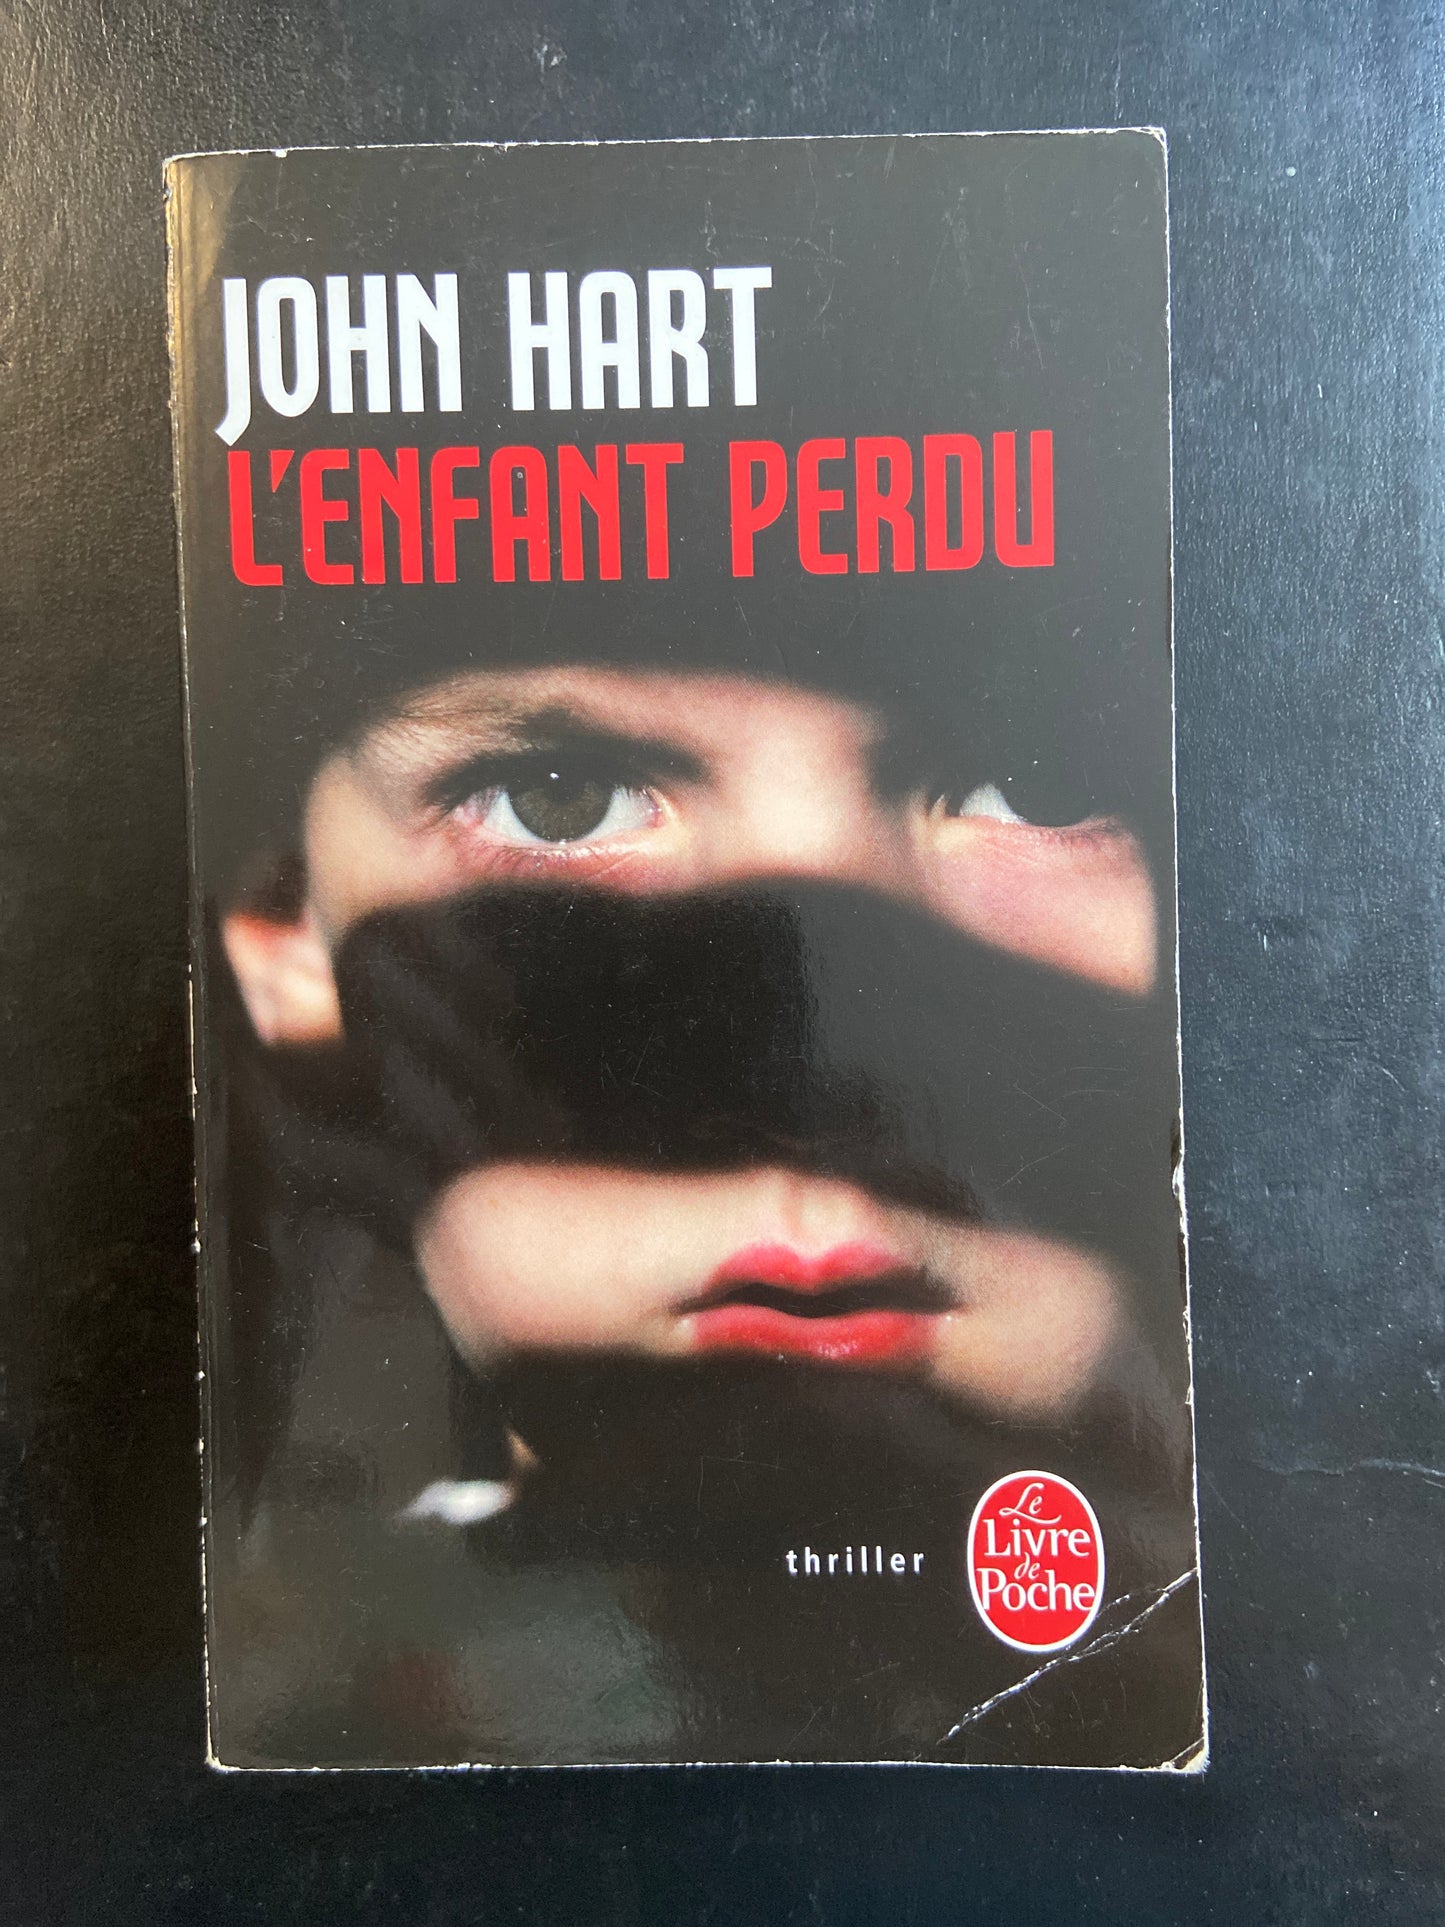 JOHN HART
L'ENFANT PERDU
thriller
Le
Livre
de
Poche